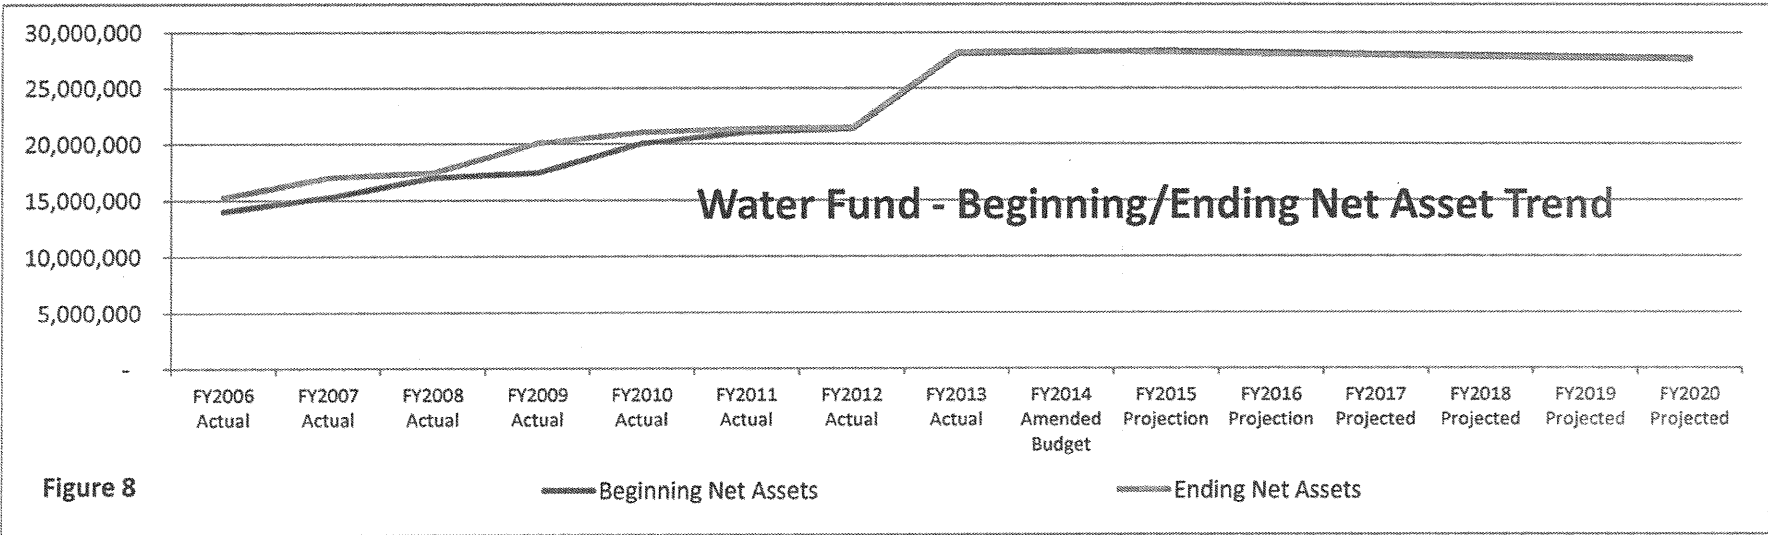 30,000,000
25,000,000
20,000,000
15,000,000
10,000,000
5,000,000
-
Water Fund - Beginning/Ending Net Asset Trend
FY2006 FY2007 FY2008 FY2009 FY2010 FY2011 FY2012 FY2013 FY2014 FY2015 FY2016 FY2017 FY2018 FY2019 FY2020
Actual Actual Actual Actual Actual Actual Actual Actual Amended Projection Projection Projected Projected Projected Projected
Budget
Figure 8
Beginning Net Assets Ending Net Assets